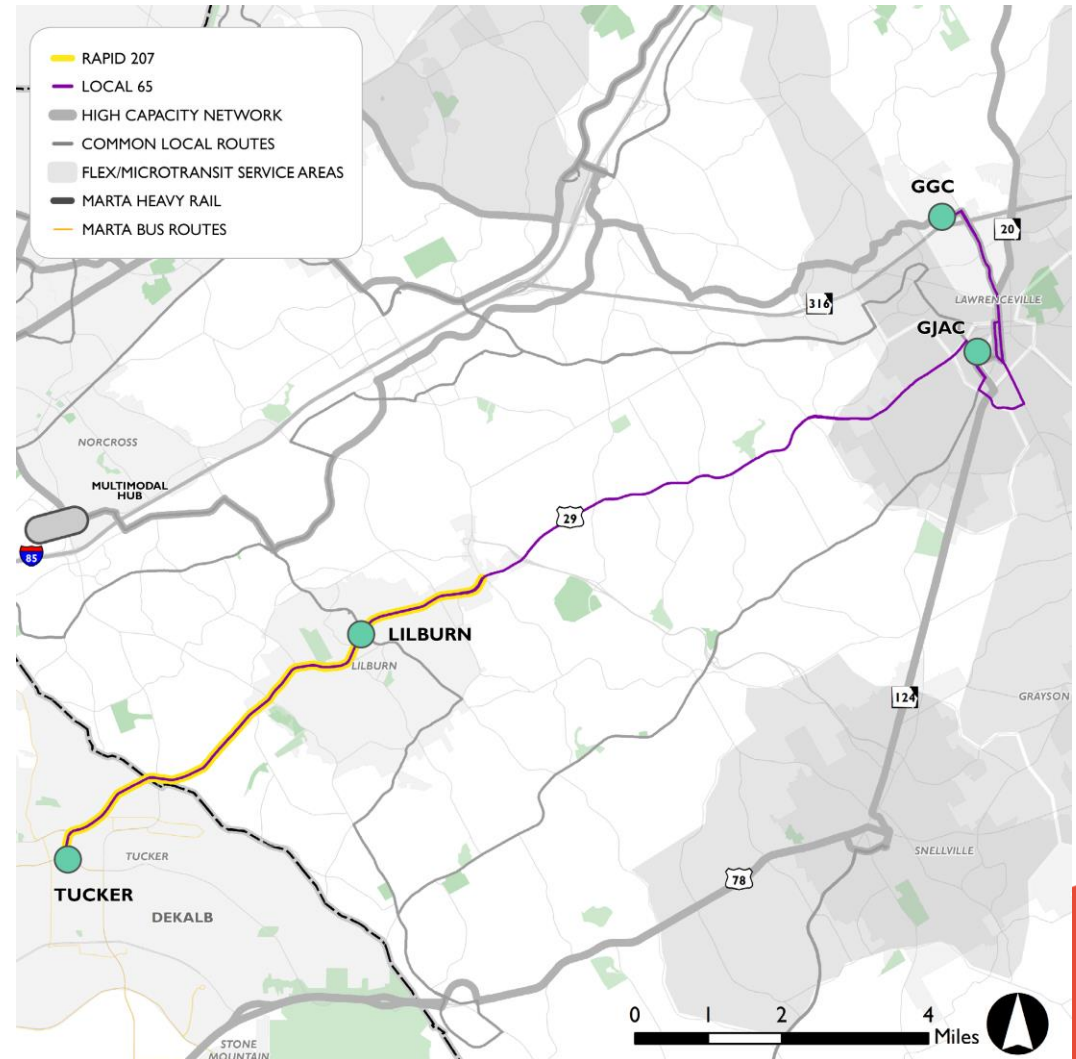 RAPID 207
LOCAL 65
HIGH CAPACITY NETWORK
COMMON LOCAL ROUTES
FLEX/MICROTRANSIT SERVICE AREAS
MARTA HEAVY RAIL
MARTA BUS ROUTES
GGC
20
LAWRENCEVILLE
316
GJAC
NORCROSS
MULTIMODAL
HUB
85
29
LILBURN
LILBURN
124
GRAYSON
TUCKER
TUCKER
DEKALB
78
SNELLVILLE
STONE
MOUNTAIN
0 1 2 4
Miles